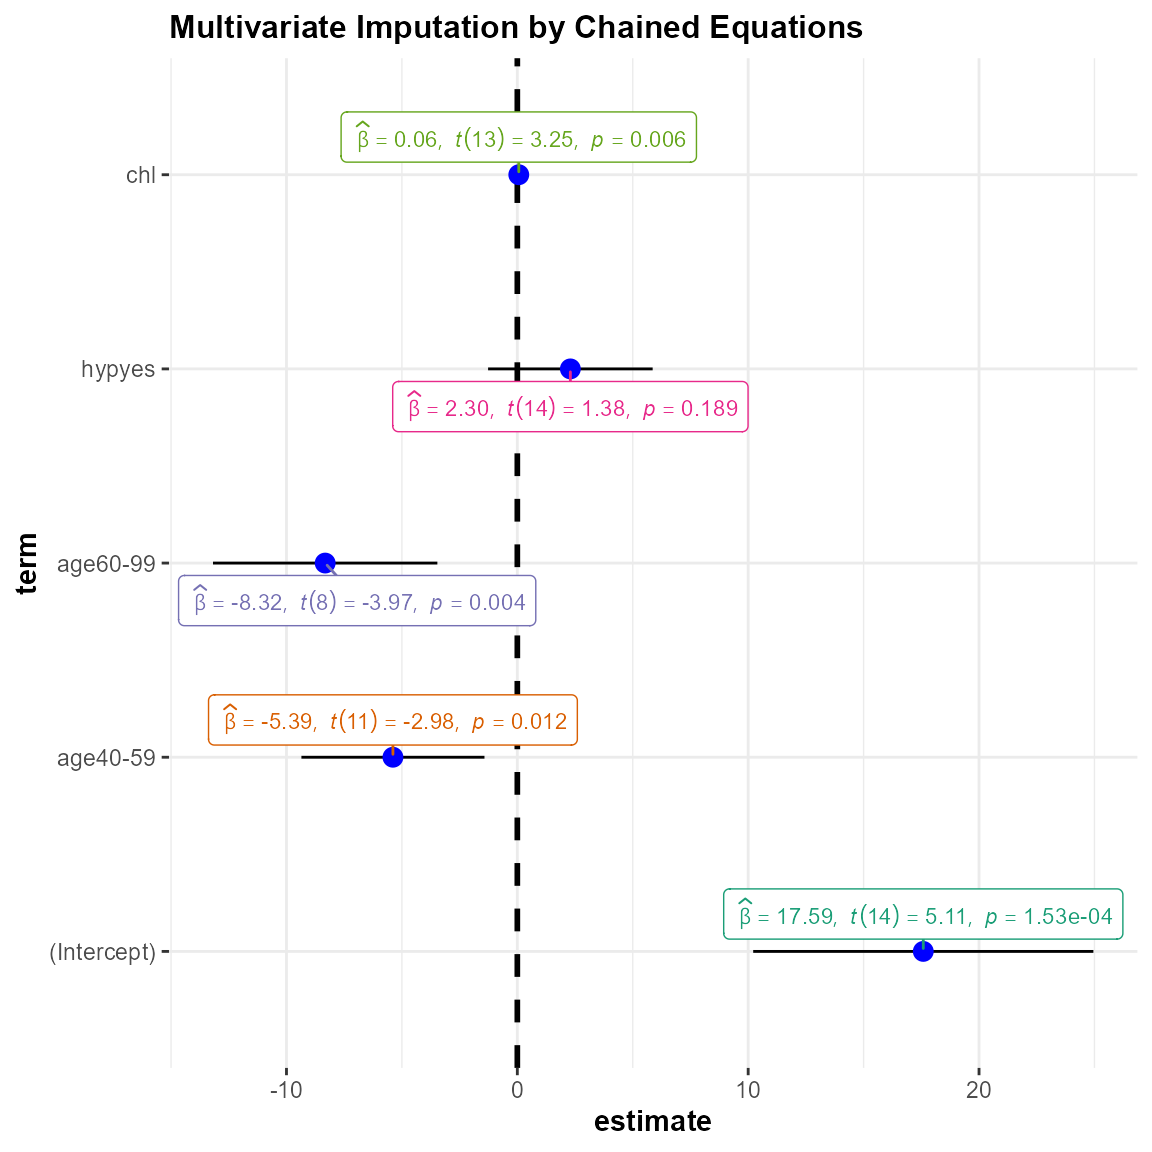 Multivariate Imputation by Chained Equations
β̂ = 0.06, t(13) = 3.25, p = 0.006
chl
hypyes
β̂ = 2.30, t(14) = 1.38, p = 0.189
term
age60-99
β̂ = -8.32, t(8) = -3.97, p = 0.004
β̂ = -5.39, t(11) = -2.98, p = 0.012
age40-59
β̂ = 17.59, t(14) = 5.11, p = 1.53e-04
(Intercept)
-10 0 10 20
estimate